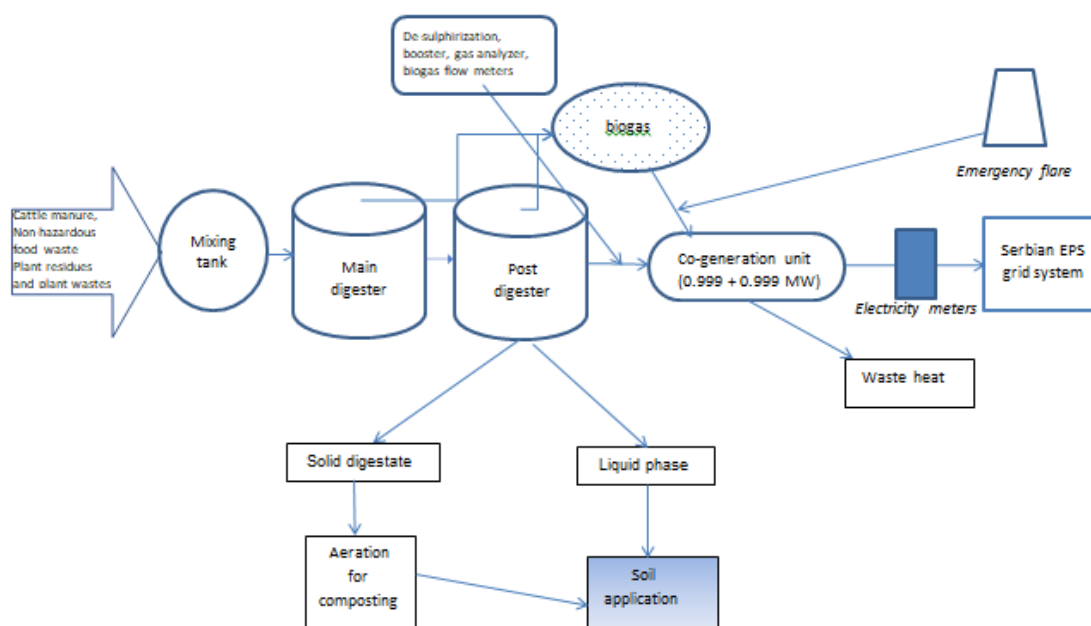 De-sulphirization,
booster, gas analyzer,
biogas flow meters
biogas
Emergency flare
Cattle manure,
Non hazardous
food waste
Plant residues
and plant wastes
Mixing
tank
Main
digester
Post
digester
Co-generation unit
(0.999 + 0.999 MW)
Electricity meters
Serbian EPS
grid system
Waste heat
Solid digestate
Liquid phase
Aeration
for
composting
Soil
application